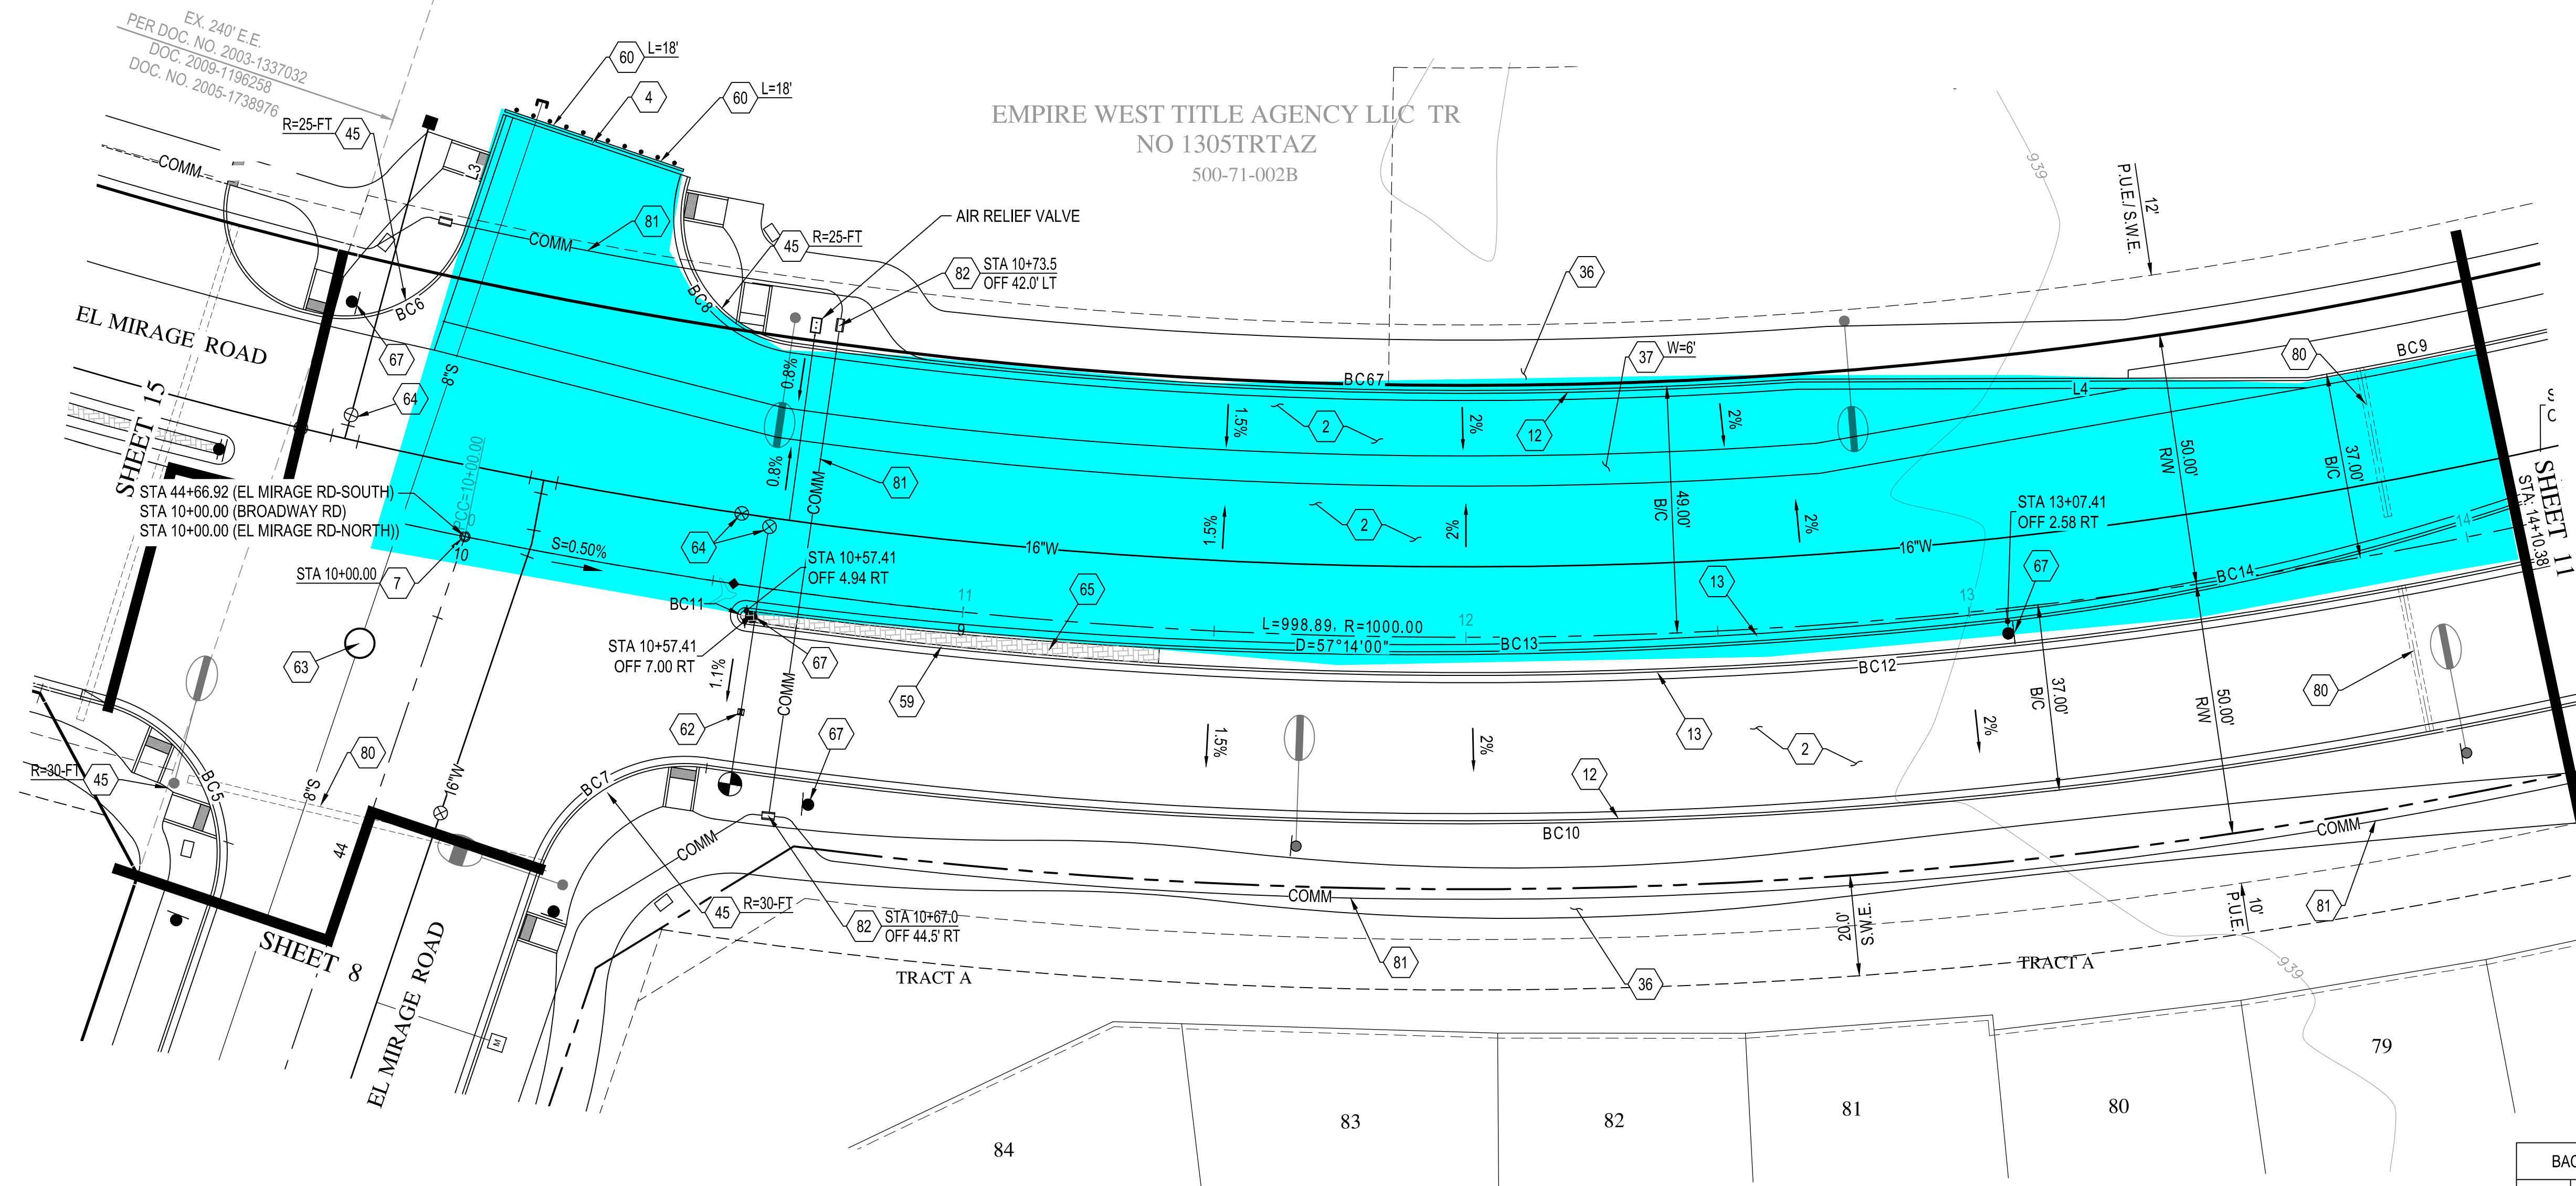 EX. 240' E.E.
PER DOC. NO. 2003-1337032
DOC. 2009-1196258
DOC. NO. 2005-1738976
R=25-FT 45
60 L=18'
4
60 L=18'
EMPIRE WEST TITLE AGENCY LLC TR
NO 1305TRTAZ
500-71-002B
939
12'
P.U.E./ S.W.E.
COMM
L3
81
COMM
AIR RELIEF VALVE
45 R=25-FT
82 STA 10+73.5
OFF 42.0' LT
36
BC8
BC6
EL MIRAGE ROAD
67
64
8"S
0.8%
0.8%
37 W=6'
BC67
80
BC9
L4
SHEET 15
1.5%
2
2%
12
2%
50.00'
R/W
37.00'
B/C
STA 44+66.92 (EL MIRAGE RD-SOUTH)
STA 10+00.00 (BROADWAY RD)
STA 10+00.00 (EL MIRAGE RD-NORTH))
PCC=10+00.00
10
81
COMM
S=0.50%
64
1.5%
2
2%
49.00'
B/C
2%
STA 13+07.41
OFF 2.58 RT
14
SHEET 11
STA: 14+10.38
STA 10+00.00 7
16"W
16"W
STA 10+57.41
OFF 4.94 RT
65
13
67
BC14
BC11
11
9
L=998.89, R=1000.00
D=57°14'00"
12
BC13
13
BC12
STA 10+57.41
OFF 7.00 RT
67
63
59
1.1%
COMM
62
67
1.5%
2%
13
2
2%
37.00'
B/C
50.00'
R/W
80
80
R=30-FT 45
BC5
8"S
16"W
BC7
12
BC10
COMM
COMM
44
SHEET 8
45 R=30-FT
82 STA 10+67.0
OFF 44.5' RT
COMM
81
36
20.0'
S.W.E.
10'
P.U.E.
81
EL MIRAGE ROAD
M
TRACT A
TRACT A
939
84
83
82
81
80
79